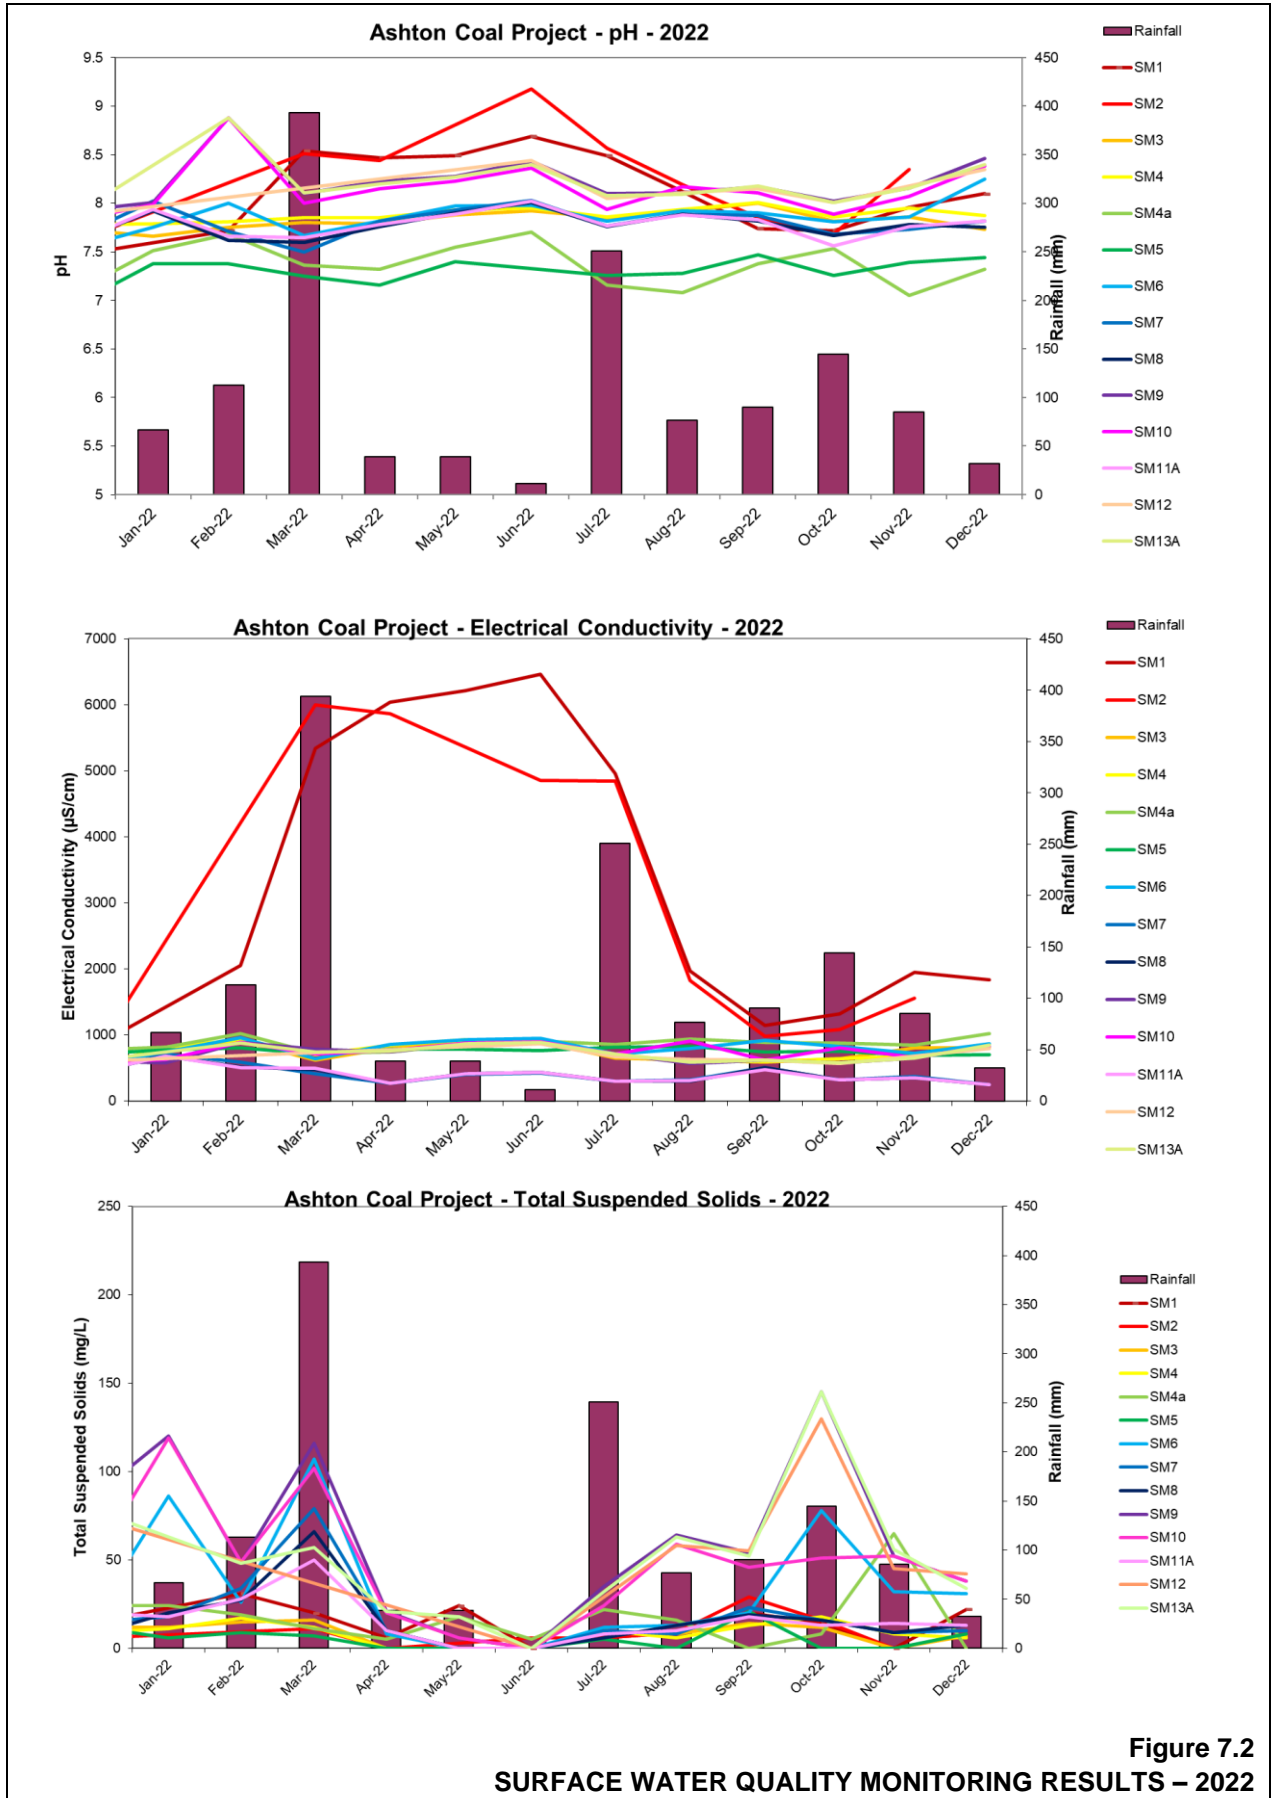 Ashton Coal Project - pH - 2022
9.5
9
8.5
8
7.5
7
6.5
6
5.5
5
pH
450
400
350
300
250
200
150
100
50
0
Rainfall (mm)
Jan-22
Feb-22
Mar-22
Apr-22
May-22
Jun-22
Jul-22
Aug-22
Sep-22
Oct-22
Nov-22
Dec-22
Rainfall
SM1
SM2
SM3
SM4
SM4a
SM5
SM6
SM7
SM8
SM9
SM10
SM11A
SM12
SM13A
Ashton Coal Project - Electrical Conductivity - 2022
7000
6000
5000
4000
3000
2000
1000
0
Electrical Conductivity (µS/cm)
450
400
350
300
250
200
150
100
50
0
Rainfall (mm)
Jan-22
Feb-22
Mar-22
Apr-22
May-22
Jun-22
Jul-22
Aug-22
Sep-22
Oct-22
Nov-22
Dec-22
Rainfall
SM1
SM2
SM3
SM4
SM4a
SM5
SM6
SM7
SM8
SM9
SM10
SM11A
SM12
SM13A
Ashton Coal Project - Total Suspended Solids - 2022
250
200
150
100
50
0
Total Suspended Solids (mg/L)
450
400
350
300
250
200
150
100
50
0
Rainfall (mm)
Jan-22
Feb-22
Mar-22
Apr-22
May-22
Jun-22
Jul-22
Aug-22
Sep-22
Oct-22
Nov-22
Dec-22
Rainfall
SM1
SM2
SM3
SM4
SM4a
SM5
SM6
SM7
SM8
SM9
SM10
SM11A
SM12
SM13A
Figure 7.2
SURFACE WATER QUALITY MONITORING RESULTS – 2022